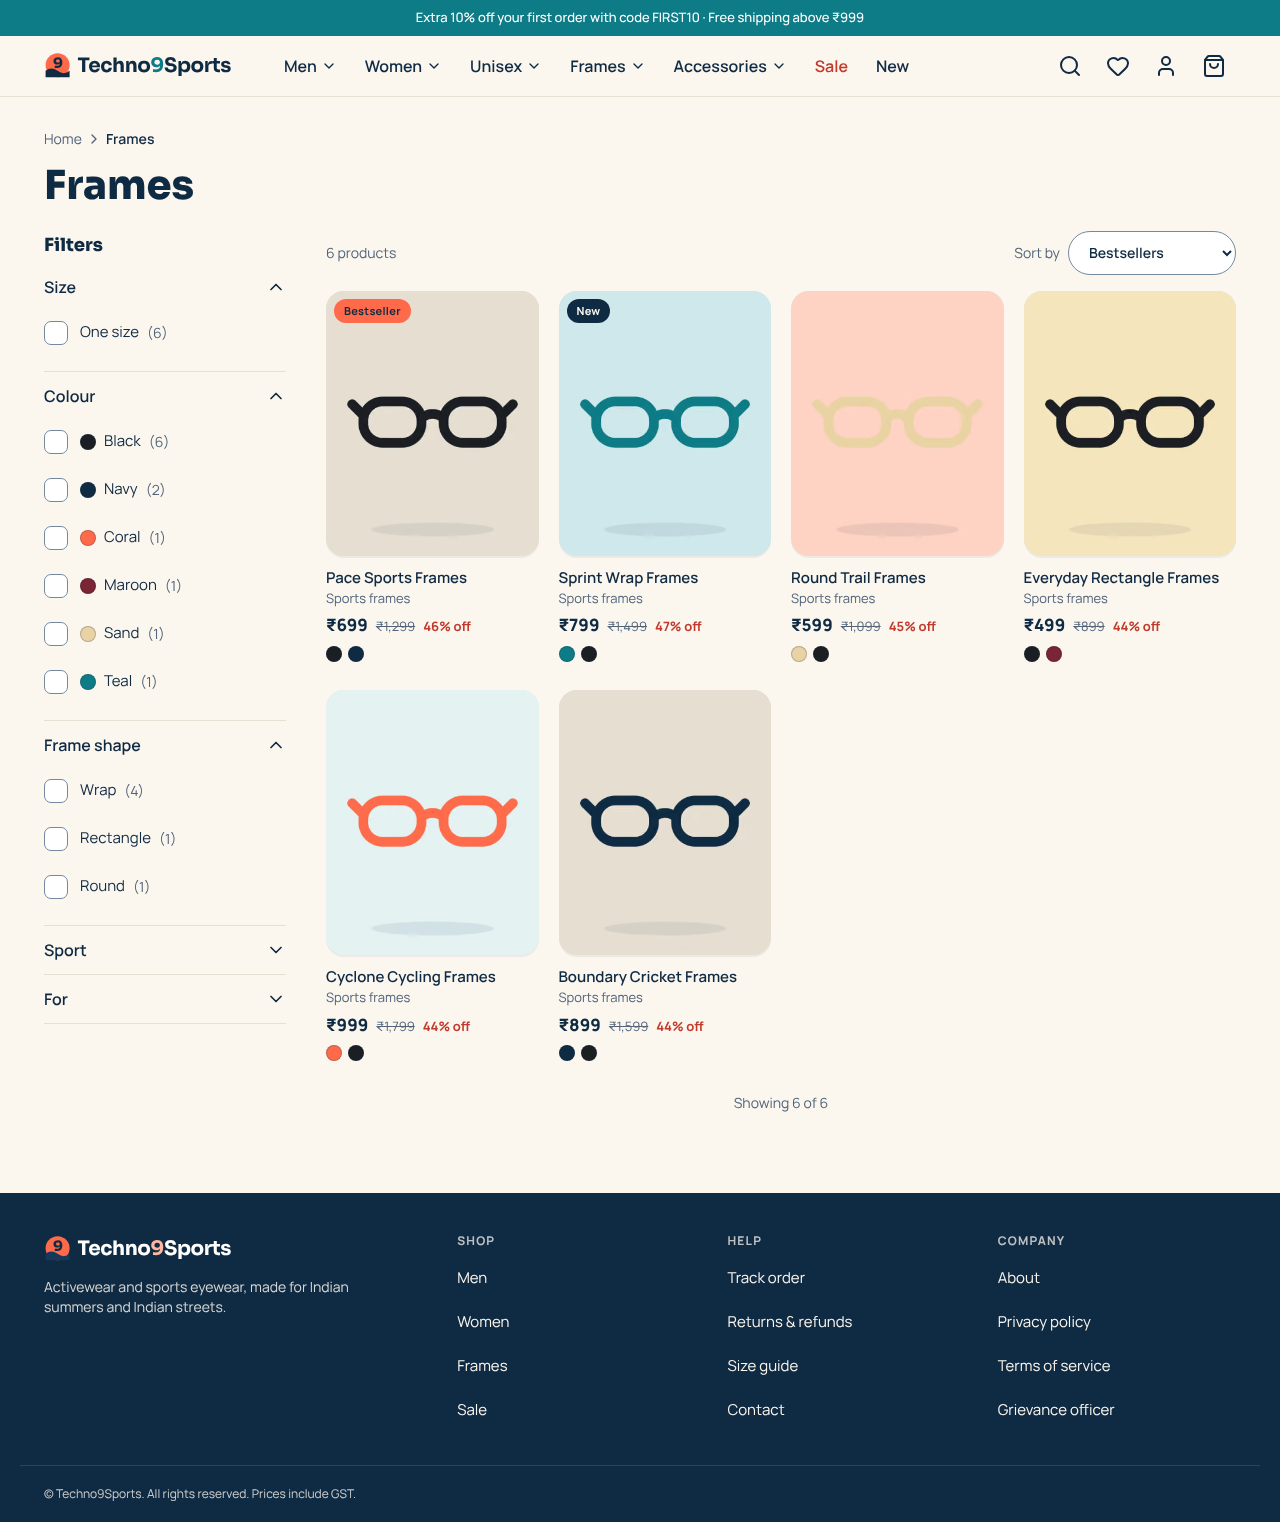 Extra 10% off your first order with code FIRST10 · Free shipping above ₹999
9 Techno9Sports
Men
Women
Unisex
Frames
Accessories
Sale
New
Home > Frames
Frames
Filters
Size
One size (6)
Colour
Black (6)
Navy (2)
Coral (1)
Maroon (1)
Sand (1)
Teal (1)
Frame shape
Wrap (4)
Rectangle (1)
Round (1)
Sport
For
6 products
Sort by Bestsellers
Bestseller
Pace Sports Frames
Sports frames
₹699 ₹1,299 46% off
New
Sprint Wrap Frames
Sports frames
₹799 ₹1,499 47% off
Round Trail Frames
Sports frames
₹599 ₹1,099 45% off
Everyday Rectangle Frames
Sports frames
₹499 ₹899 44% off
Cyclone Cycling Frames
Sports frames
₹999 ₹1,799 44% off
Boundary Cricket Frames
Sports frames
₹899 ₹1,599 44% off
Showing 6 of 6
9 Techno9Sports
Activewear and sports eyewear, made for Indian
summers and Indian streets.
SHOP
Men
Women
Frames
Sale
HELP
Track order
Returns & refunds
Size guide
Contact
COMPANY
About
Privacy policy
Terms of service
Grievance officer
© Techno9Sports. All rights reserved. Prices include GST.